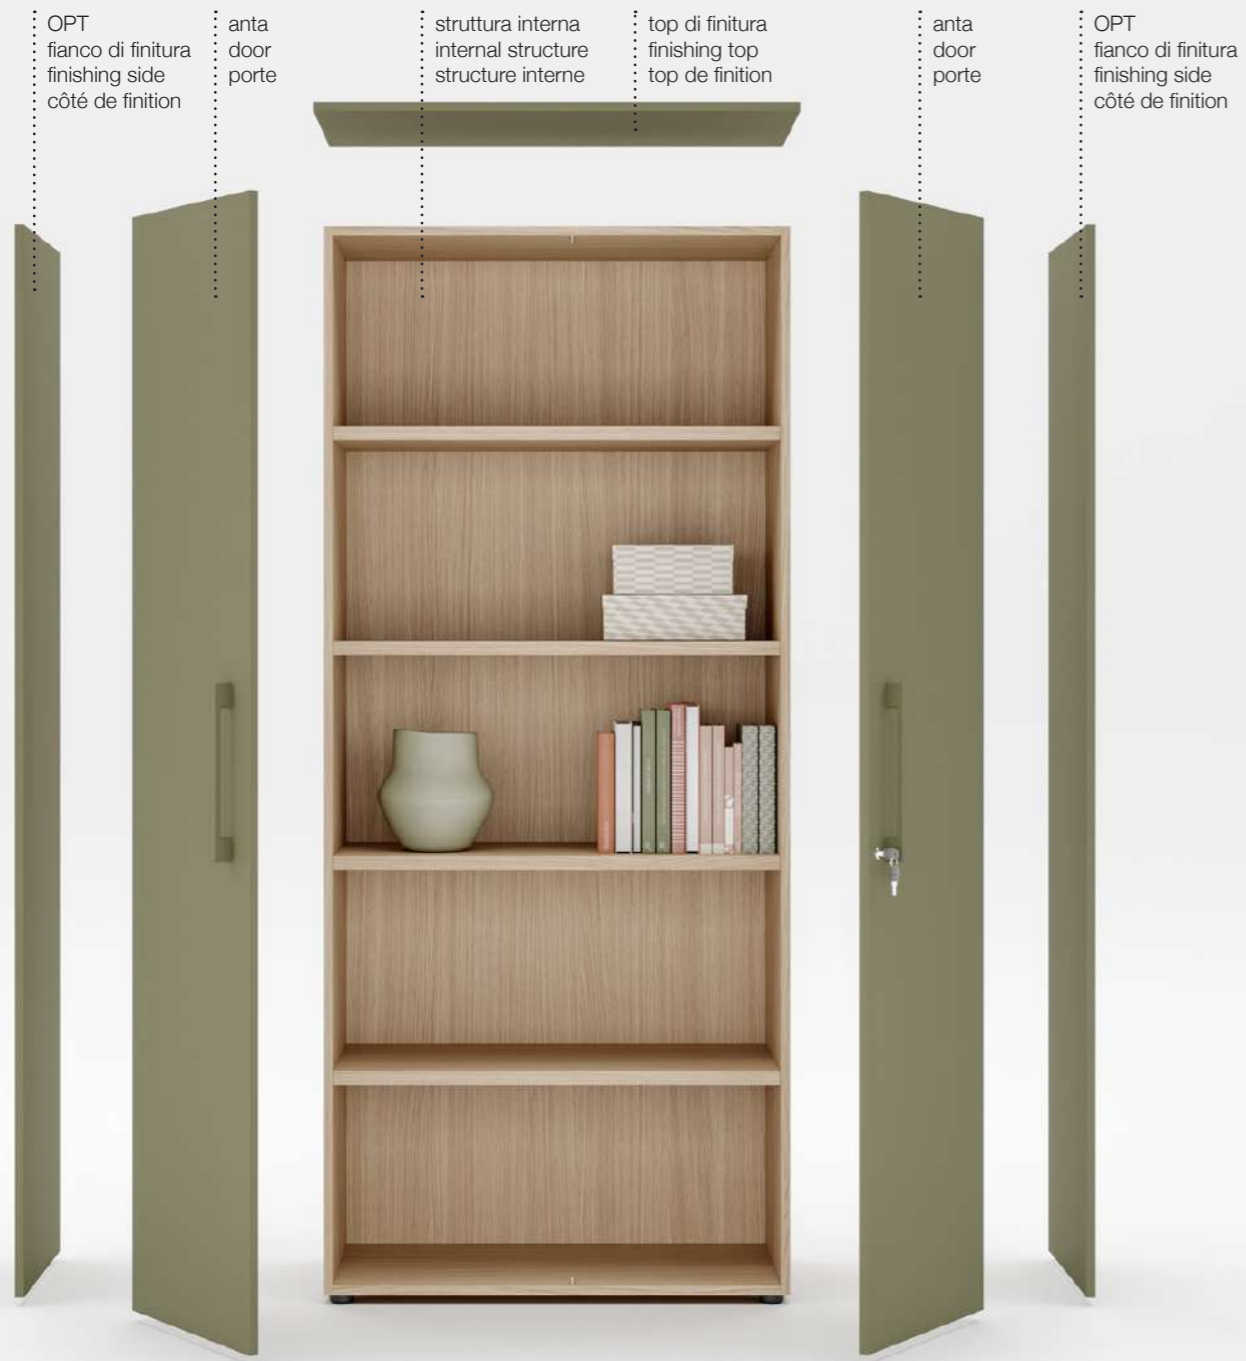 OPT
fianco di finitura
finishing side
côté de finition
anta
door
porte
struttura interna
internal structure
structure interne
top di finitura
finishing top
top de finition
anta
door
porte
OPT
fianco di finitura
finishing side
côté de finition